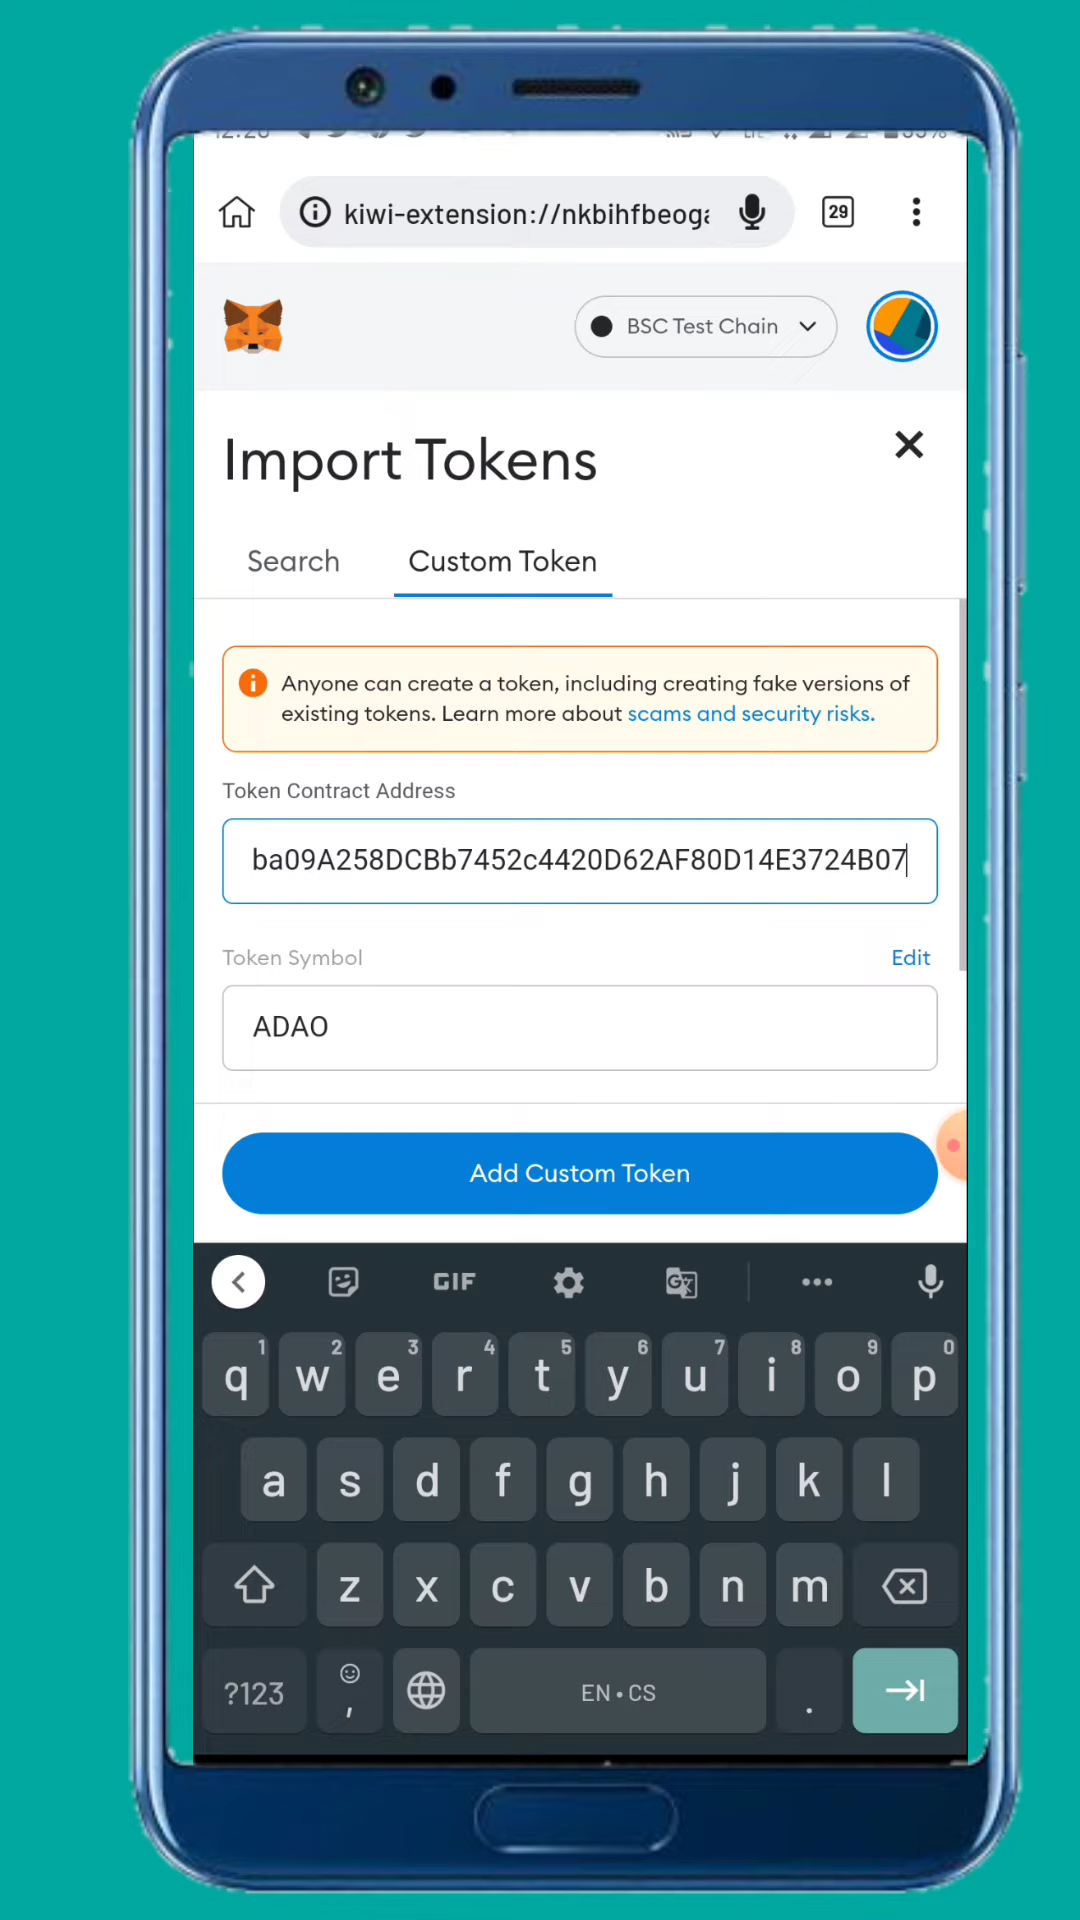 kiwi-extension://nkbihfbeog
29
BSC Test Chain
Import Tokens
Search
Custom Token
Anyone can create a token, including creating fake versions of
existing tokens. Learn more about scams and security risks.
Token Contract Address
ba09A258DCBb7452c4420D62AF80D14E3724B07
Token Symbol
Edit
ADAO
Add Custom Token
GIF
1 2 3 4 5 6 7 8 9 0
q w e r t y u i o p
a s d f g h j k l
z x c v b n m
?123 , EN • CS .